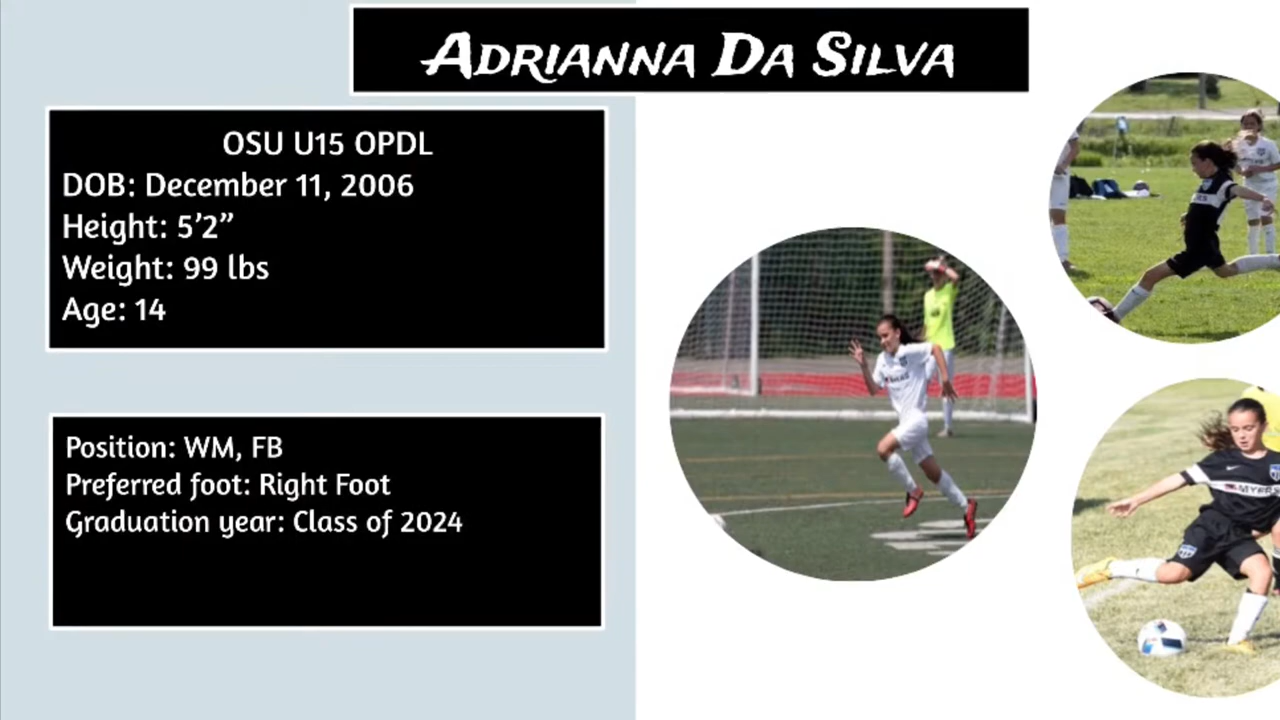 ADRIANNA DA SILVA
OSU U15 OPDL
DOB: December 11, 2006
Height: 5’2”
Weight: 99 lbs
Age: 14
Position: WM, FB
Preferred foot: Right Foot
Graduation year: Class of 2024
MYERS